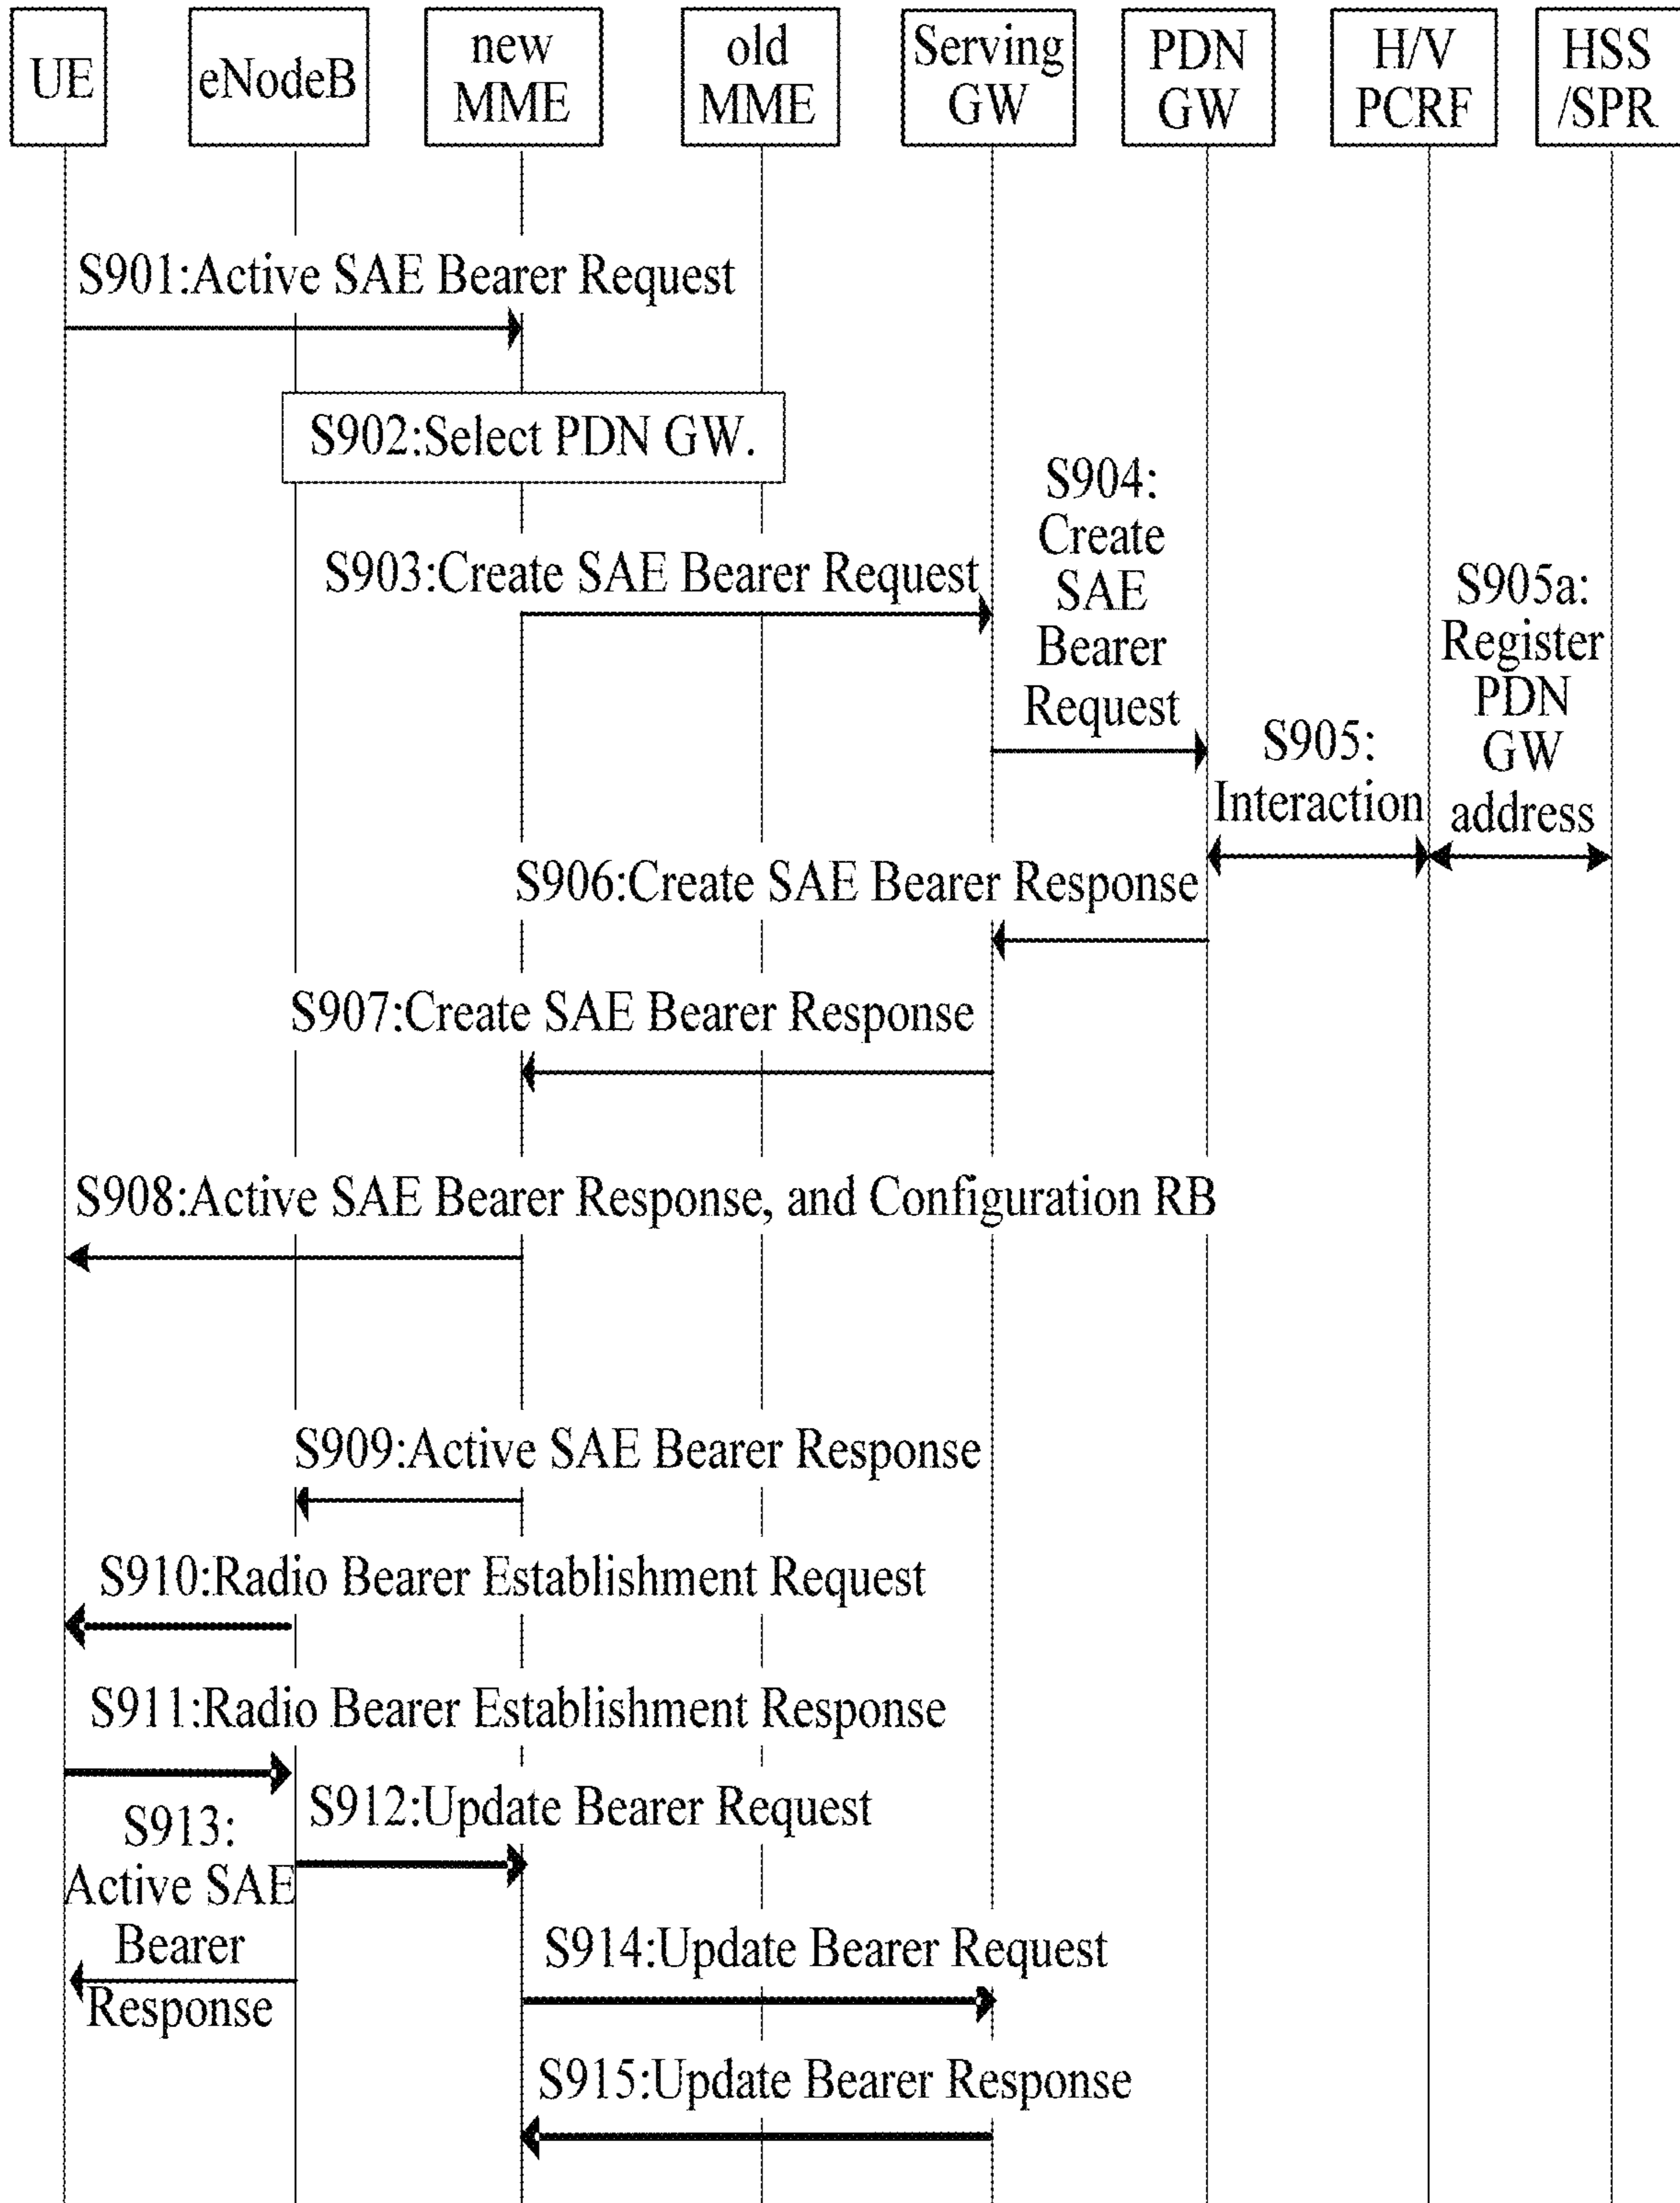 UE
eNodeB
new
MME
old
MME
Serving
GW
PDN
GW
H/V
PCRF
HSS
/SPR
S901:Active SAE Bearer Request
S902:Select PDN GW.
S903:Create SAE Bearer Request
S904:
Create
SAE
Bearer
Request
S905:
Interaction
S905a:
Register
PDN
GW
address
S906:Create SAE Bearer Response
S907:Create SAE Bearer Response
S908:Active SAE Bearer Response, and Configuration RB
S909:Active SAE Bearer Response
S910:Radio Bearer Establishment Request
S911:Radio Bearer Establishment Response
S912:Update Bearer Request
S913:
Active SAE
Bearer
Response
S914:Update Bearer Request
S915:Update Bearer Response